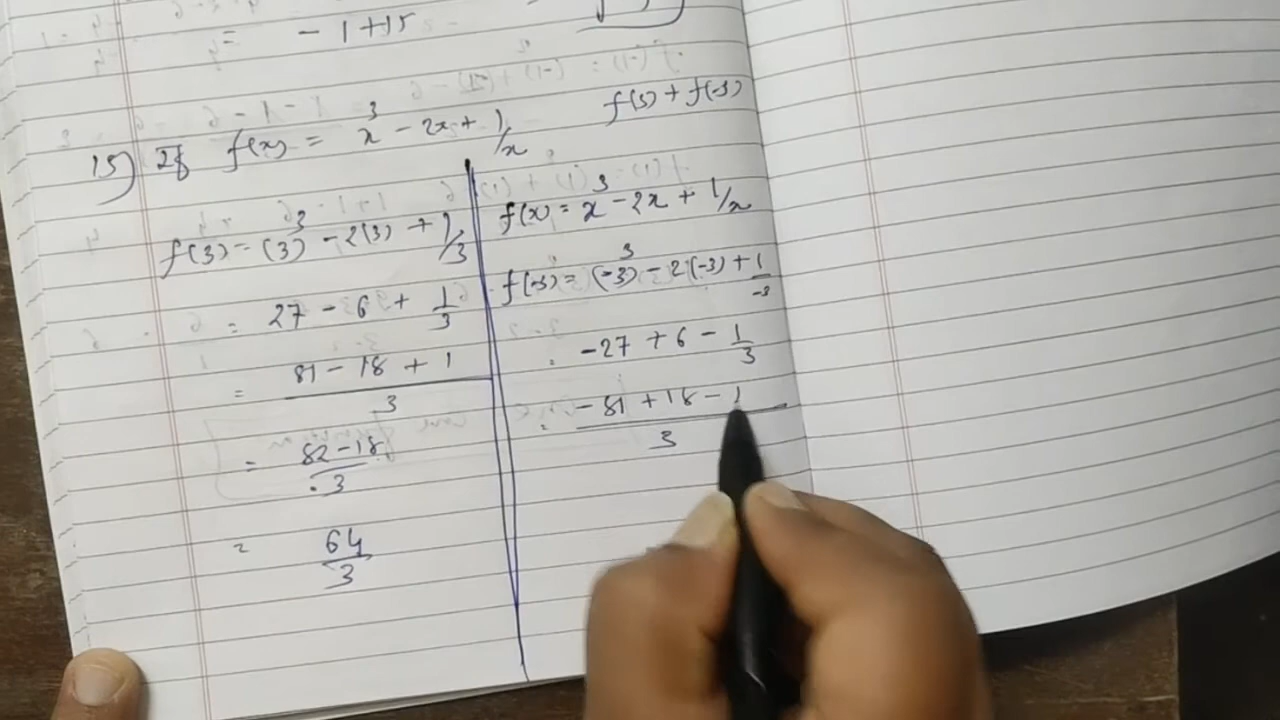 = - 1 + 15
15) If f(x) = x³ - 2x + 1/x f(3) + f(-3)
f(3) = (3)³ - 2(3) + 1/3
= 27 - 6 + 1/3
= 81 - 18 + 1 / 3
= 82 - 18 / 3
= 64 / 3
f(x) = x³ - 2x + 1/x
f(-3) = (-3)³ - 2(-3) + 1/-3
= -27 + 6 - 1/3
= - 81 + 18 - 1 / 3